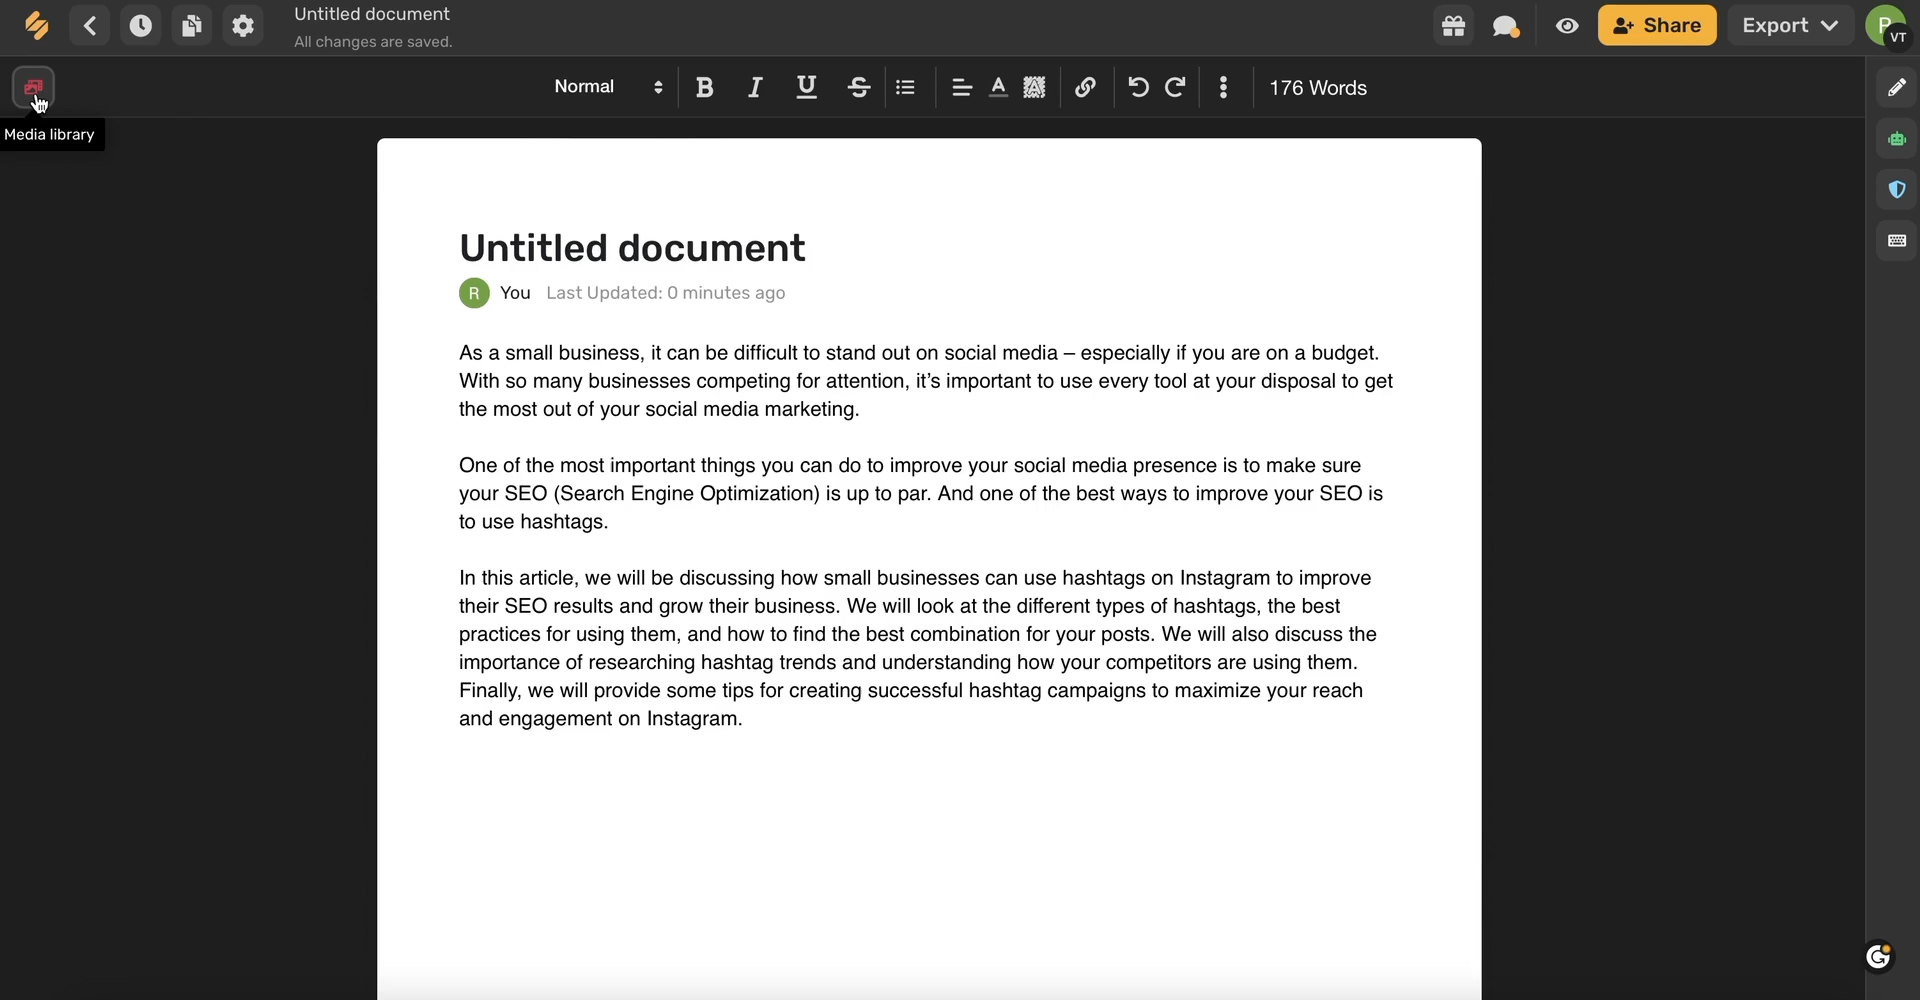 Untitled document
All changes are saved.
Share
Export
R
VT
Normal
B
I
U
S
A
176 Words
Media library
Untitled document
R You Last Updated: 0 minutes ago
As a small business, it can be difficult to stand out on social media – especially if you are on a budget.
With so many businesses competing for attention, it’s important to use every tool at your disposal to get
the most out of your social media marketing.
One of the most important things you can do to improve your social media presence is to make sure
your SEO (Search Engine Optimization) is up to par. And one of the best ways to improve your SEO is
to use hashtags.
In this article, we will be discussing how small businesses can use hashtags on Instagram to improve
their SEO results and grow their business. We will look at the different types of hashtags, the best
practices for using them, and how to find the best combination for your posts. We will also discuss the
importance of researching hashtag trends and understanding how your competitors are using them.
Finally, we will provide some tips for creating successful hashtag campaigns to maximize your reach
and engagement on Instagram.